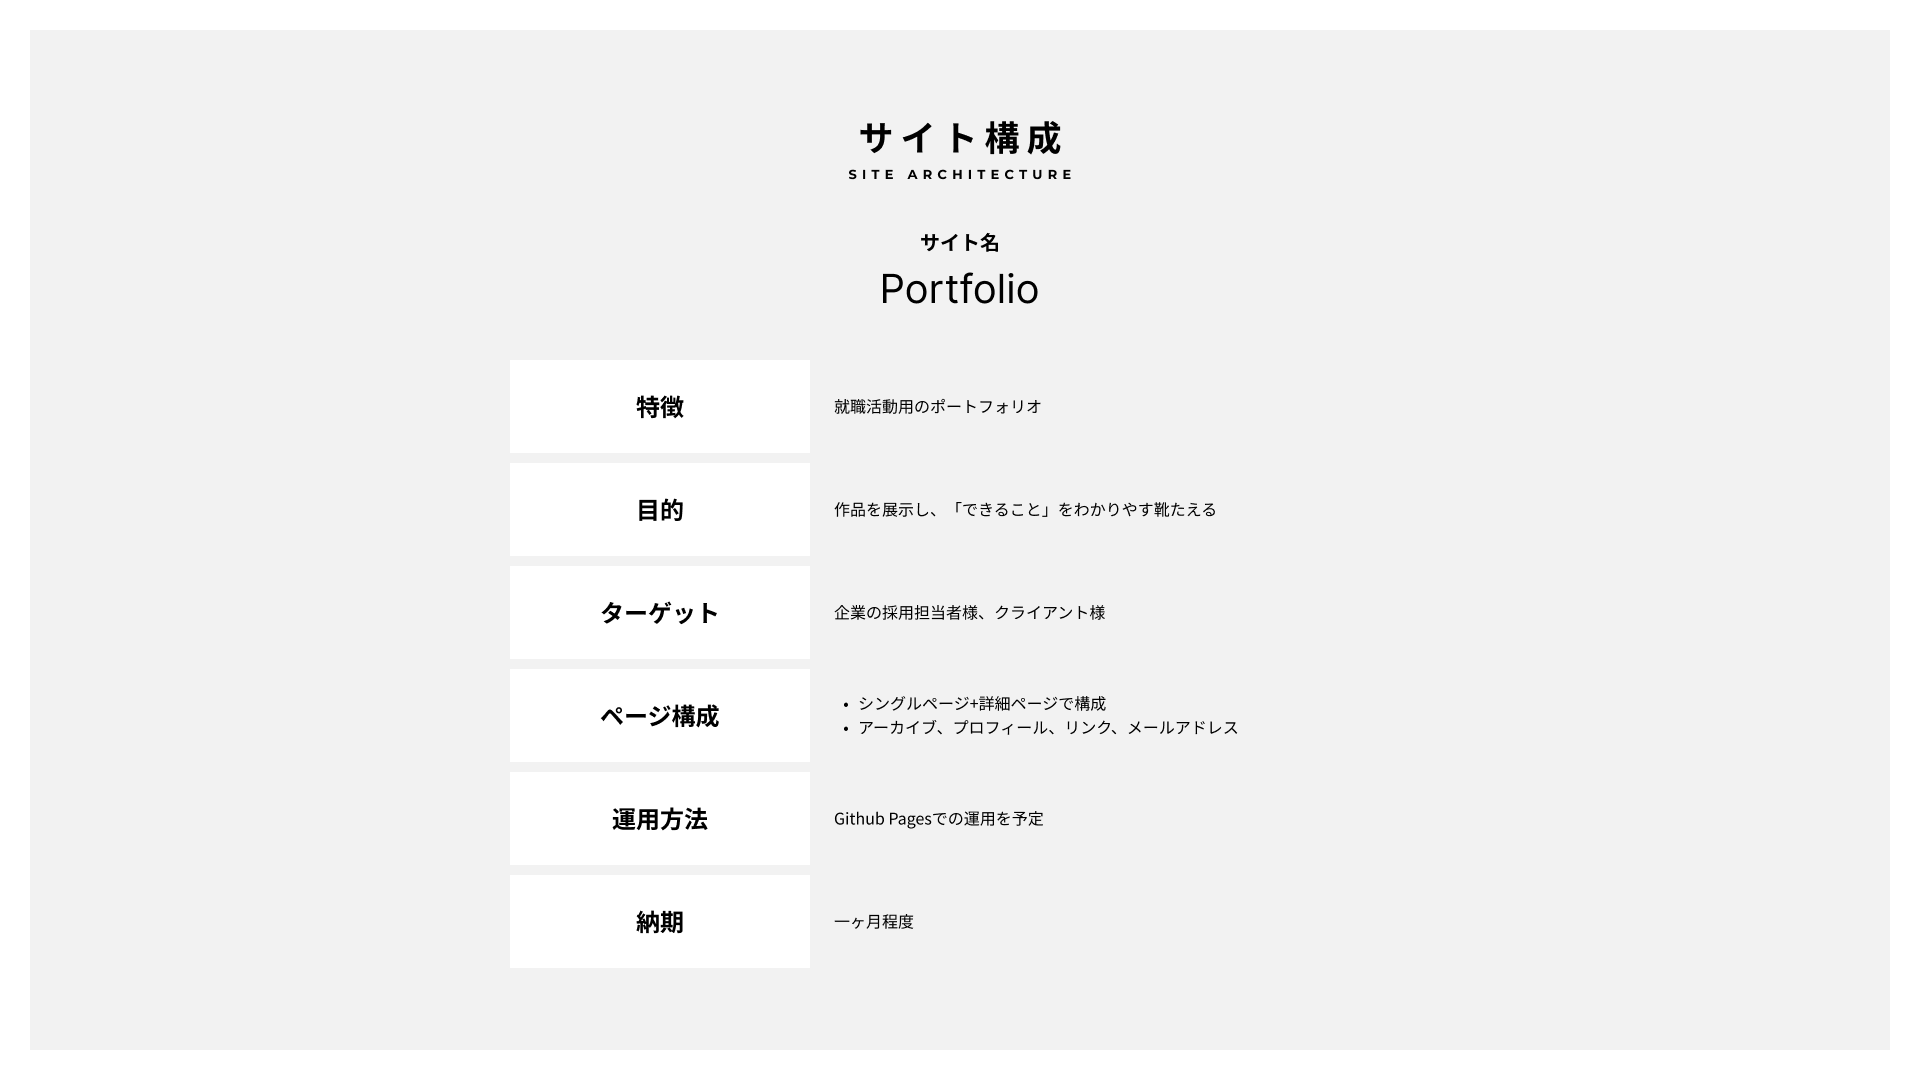 サイト構成
SITE ARCHITECTURE
サイト名
Portfolio
特徴
就職活動用のポートフォリオ
目的
作品を展示し、「できること」をわかりやす靴たえる
ターゲット
企業の採用担当者様、クライアント様
ページ構成
• シングルページ+詳細ページで構成
• アーカイブ、プロフィール、リンク、メールアドレス
運用方法
Github Pagesでの運用を予定
納期
一ヶ月程度